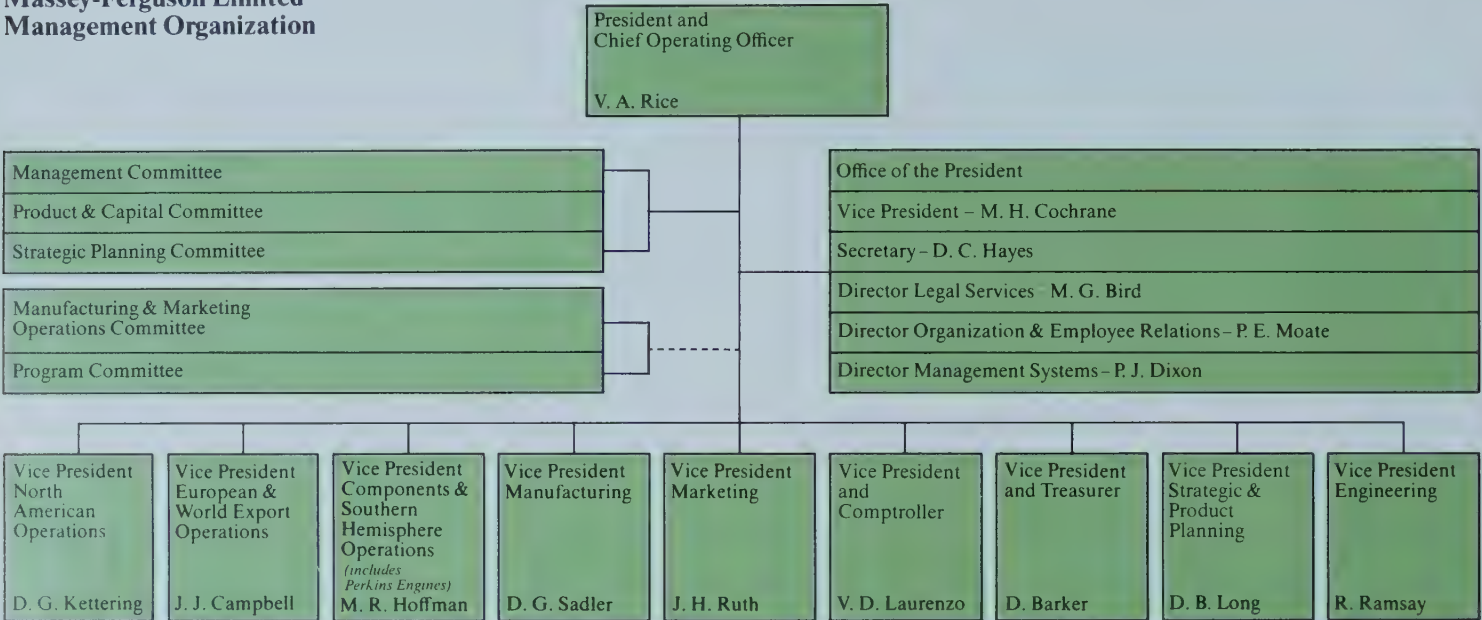 Massey-Ferguson Limited
Management Organization
President and
Chief Operating Officer
V. A. Rice
Management Committee
Product & Capital Committee
Strategic Planning Committee
Manufacturing & Marketing
Operations Committee
Program Committee
Office of the President
Vice President – M. H. Cochrane
Secretary – D. C. Hayes
Director Legal Services – M. G. Bird
Director Organization & Employee Relations – P. E. Moate
Director Management Systems – P. J. Dixon
Vice President
North
American
Operations
D. G. Kettering
Vice President
European &
World Export
Operations
J. J. Campbell
Vice President
Components &
Southern
Hemisphere
Operations
(includes
Perkins Engines)
M. R. Hoffman
Vice President
Manufacturing
D. G. Sadler
Vice President
Marketing
J. H. Ruth
Vice President
and
Comptroller
V. D. Laurenzo
Vice President
and Treasurer
D. Barker
Vice President
Strategic &
Product
Planning
D. B. Long
Vice President
Engineering
R. Ramsay